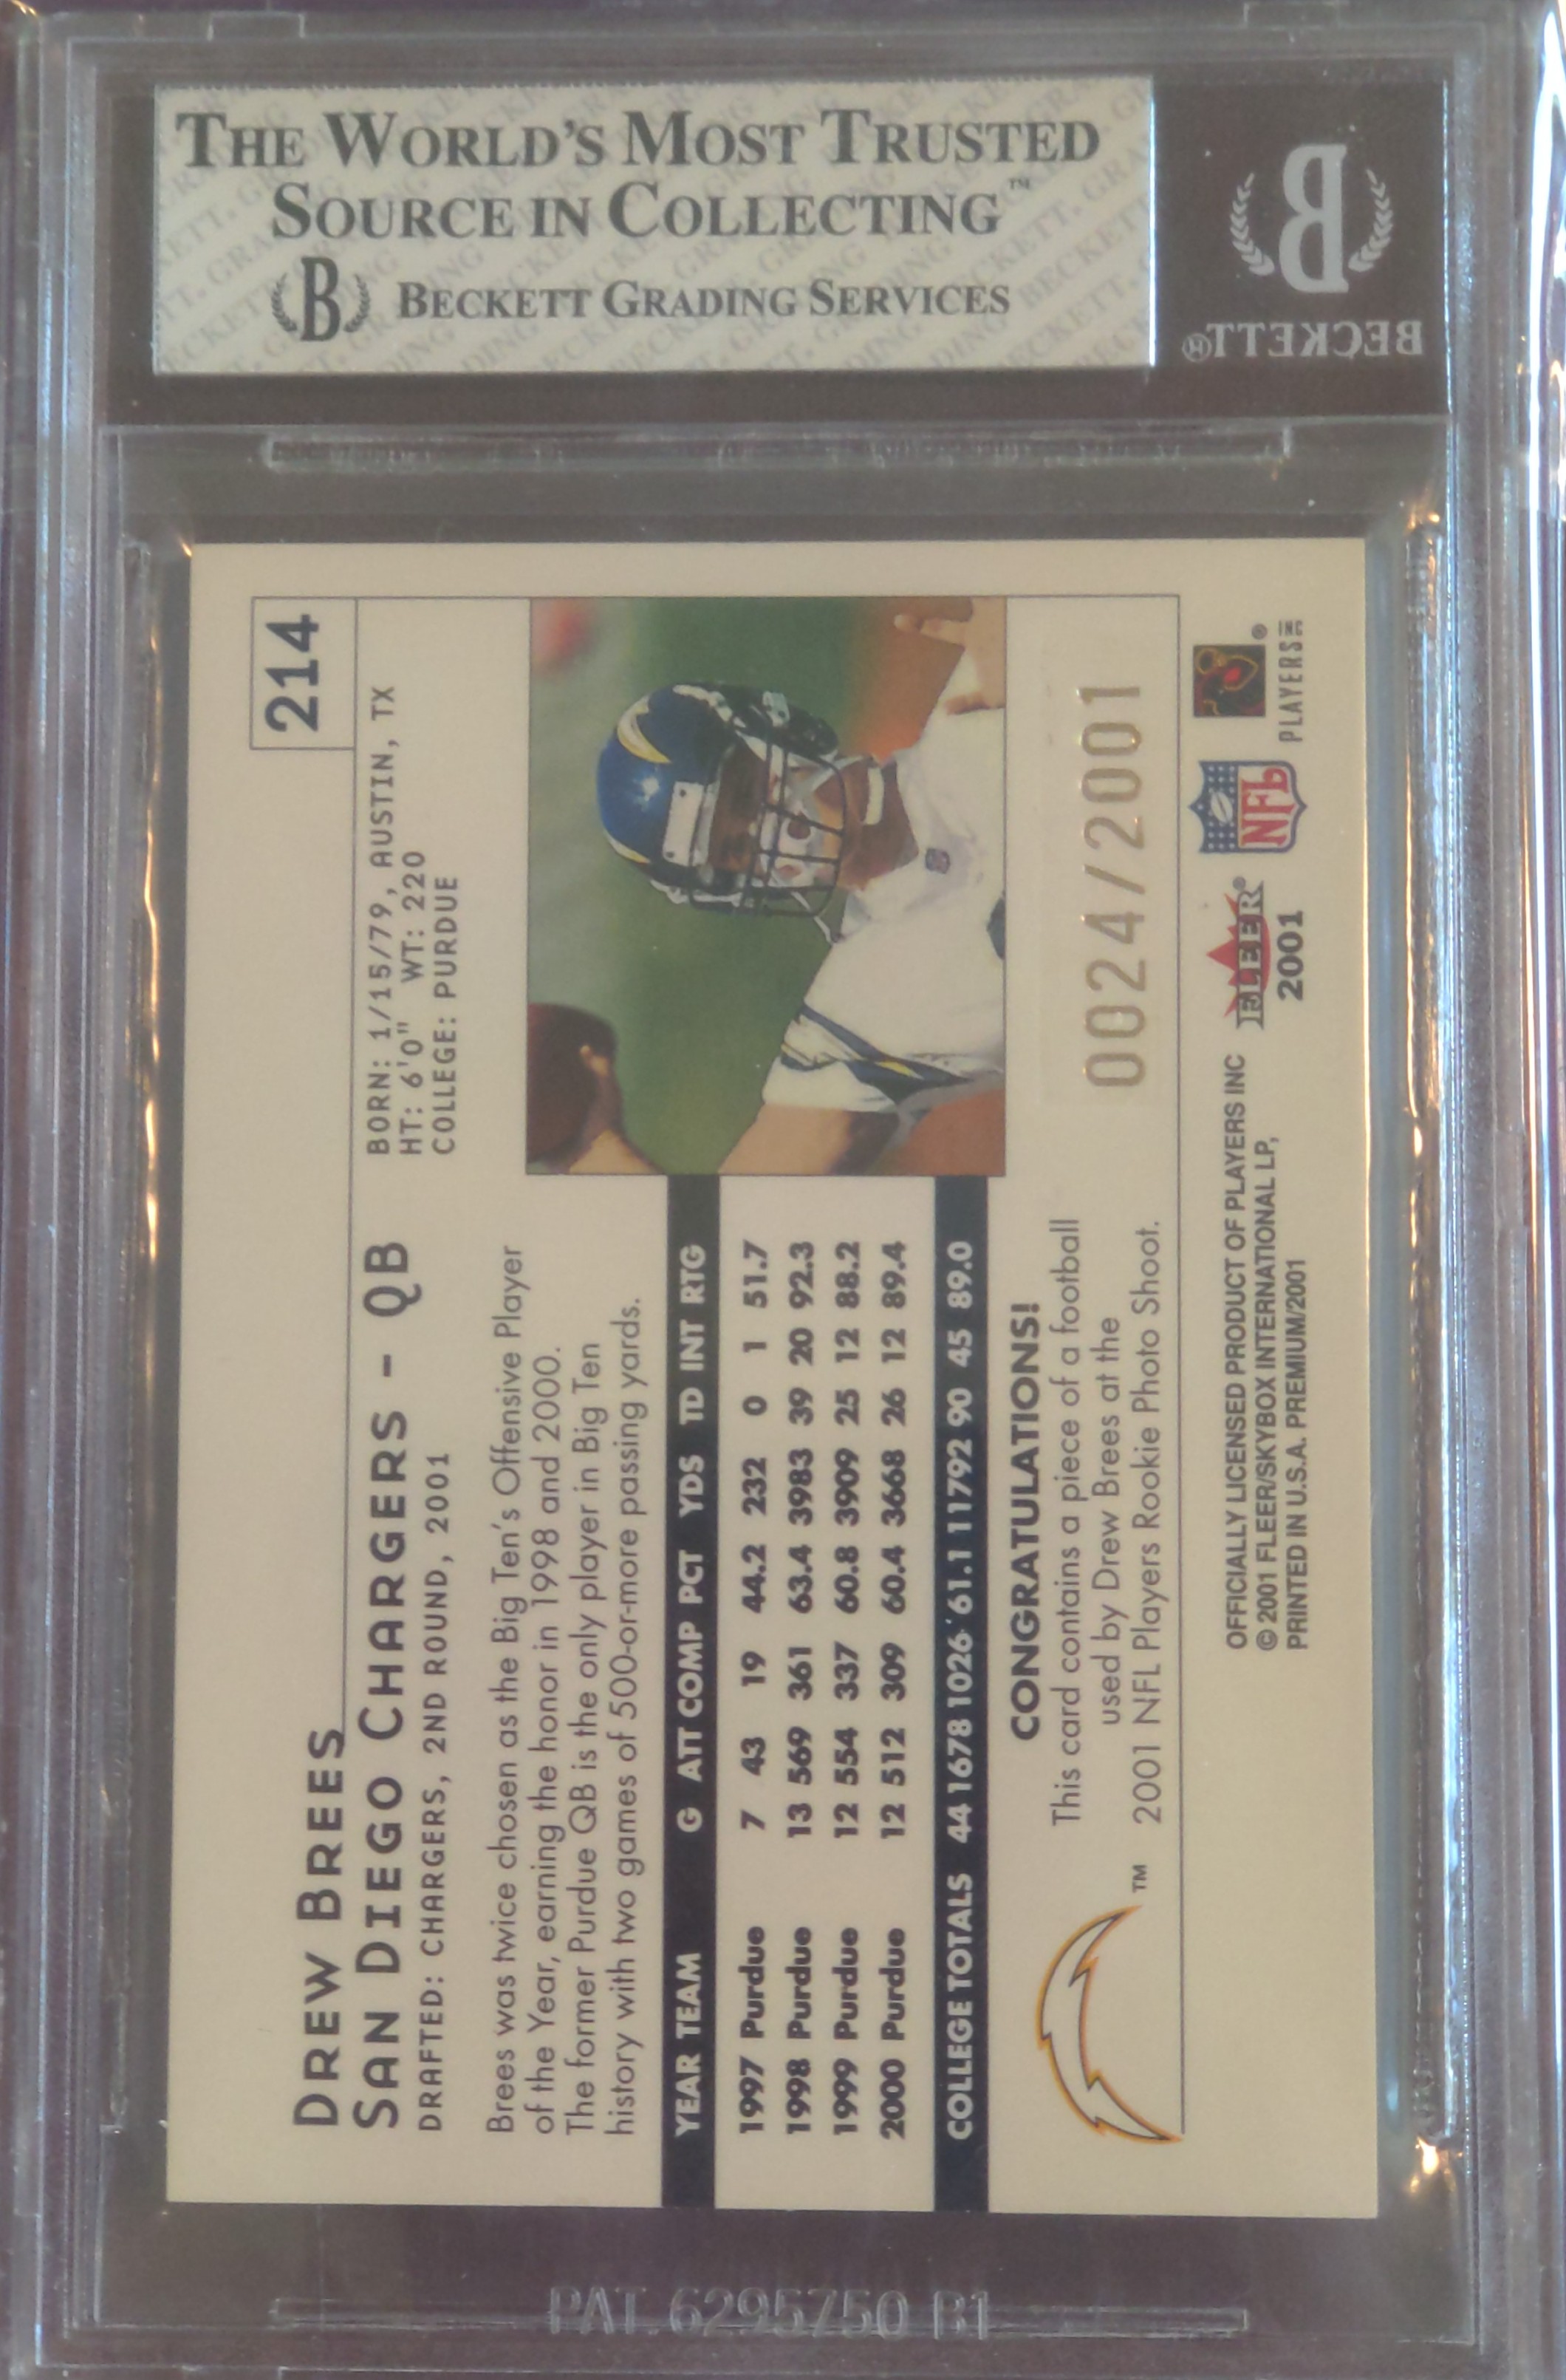 THE WORLD'S MOST TRUSTED
SOURCE IN COLLECTING™
B BECKETT GRADING SERVICES
B
BECKETT®
214
DREW BREES
SAN DIEGO CHARGERS - QB
DRAFTED: CHARGERS, 2ND ROUND, 2001
BORN: 1/15/79, AUSTIN, TX
HT: 6'0" WT: 220
COLLEGE: PURDUE
Brees was twice chosen as the Big Ten's Offensive Player
of the Year, earning the honor in 1998 and 2000.
The former Purdue QB is the only player in Big Ten
history with two games of 500-or-more passing yards.
YEAR TEAM G ATT COMP PCT YDS TD INT RTG
1997 Purdue 7 43 19 44.2 232 0 1 51.7
1998 Purdue 13 569 361 63.4 3983 39 20 92.3
1999 Purdue 12 554 337 60.8 3909 25 12 88.2
2000 Purdue 12 512 309 60.4 3668 26 12 89.4
COLLEGE TOTALS 44 1678 1026 61.1 11792 90 45 89.0
CONGRATULATIONS!
This card contains a piece of a football
used by Drew Brees at the
2001 NFL Players Rookie Photo Shoot.
TM
0024/2001
OFFICIALLY LICENSED PRODUCT OF PLAYERS INC
© 2001 FLEER/SKYBOX INTERNATIONAL LP,
PRINTED IN U.S.A. PREMIUM/2001
FLEER®
2001
NFL
PLAYERS INC
®
PAT. 6295750 B1